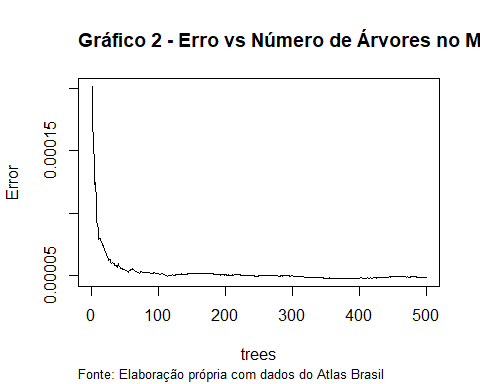 Gráfico 2 - Erro vs Número de Árvores no M
Error
0.00015
0.00005
0 100 200 300 400 500
trees
Fonte: Elaboração própria com dados do Atlas Brasil